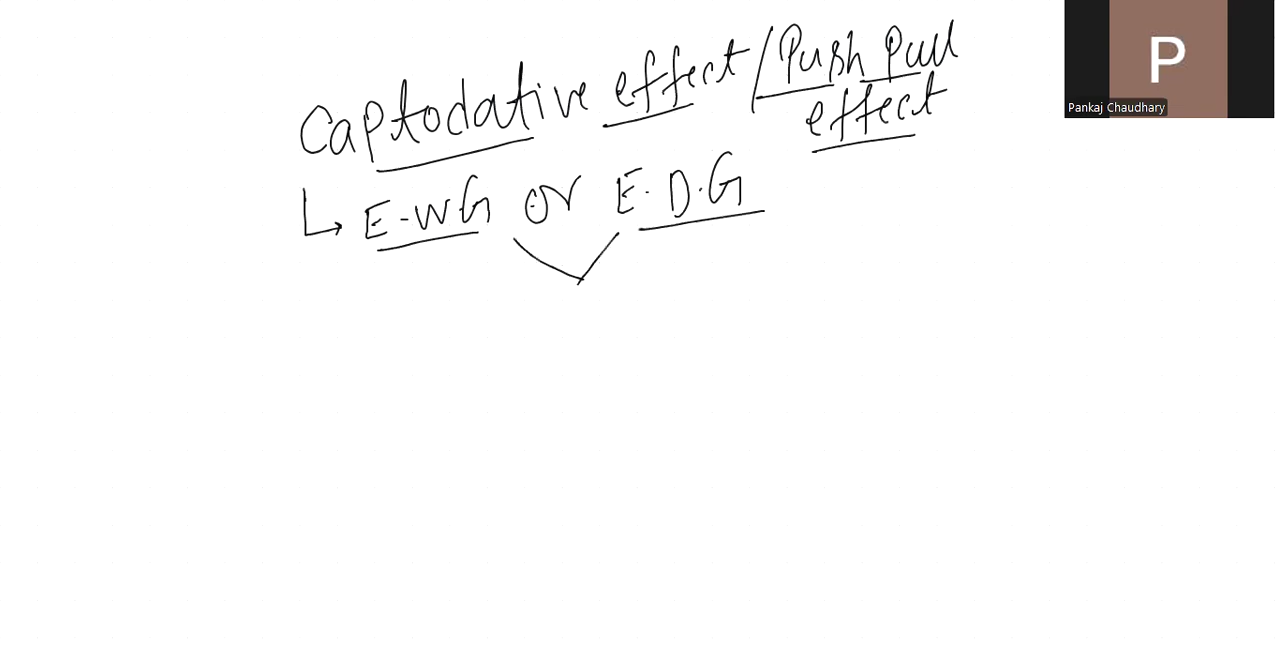 Captodative effect / Push Pull
effect
↳ E-WG or E.D.G
P
Pankaj Chaudhary